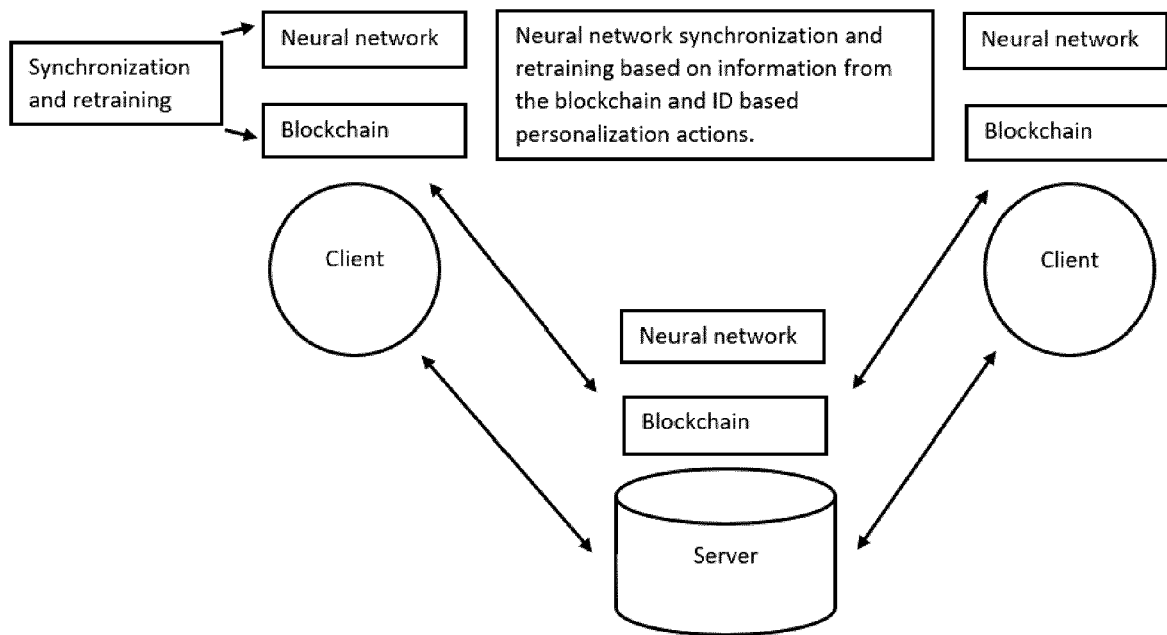 Synchronization
and retraining
Neural network
Blockchain
Client
Neural network synchronization and
retraining based on information from
the blockchain and ID based
personalization actions.
Neural network
Blockchain
Client
Neural network
Blockchain
Server